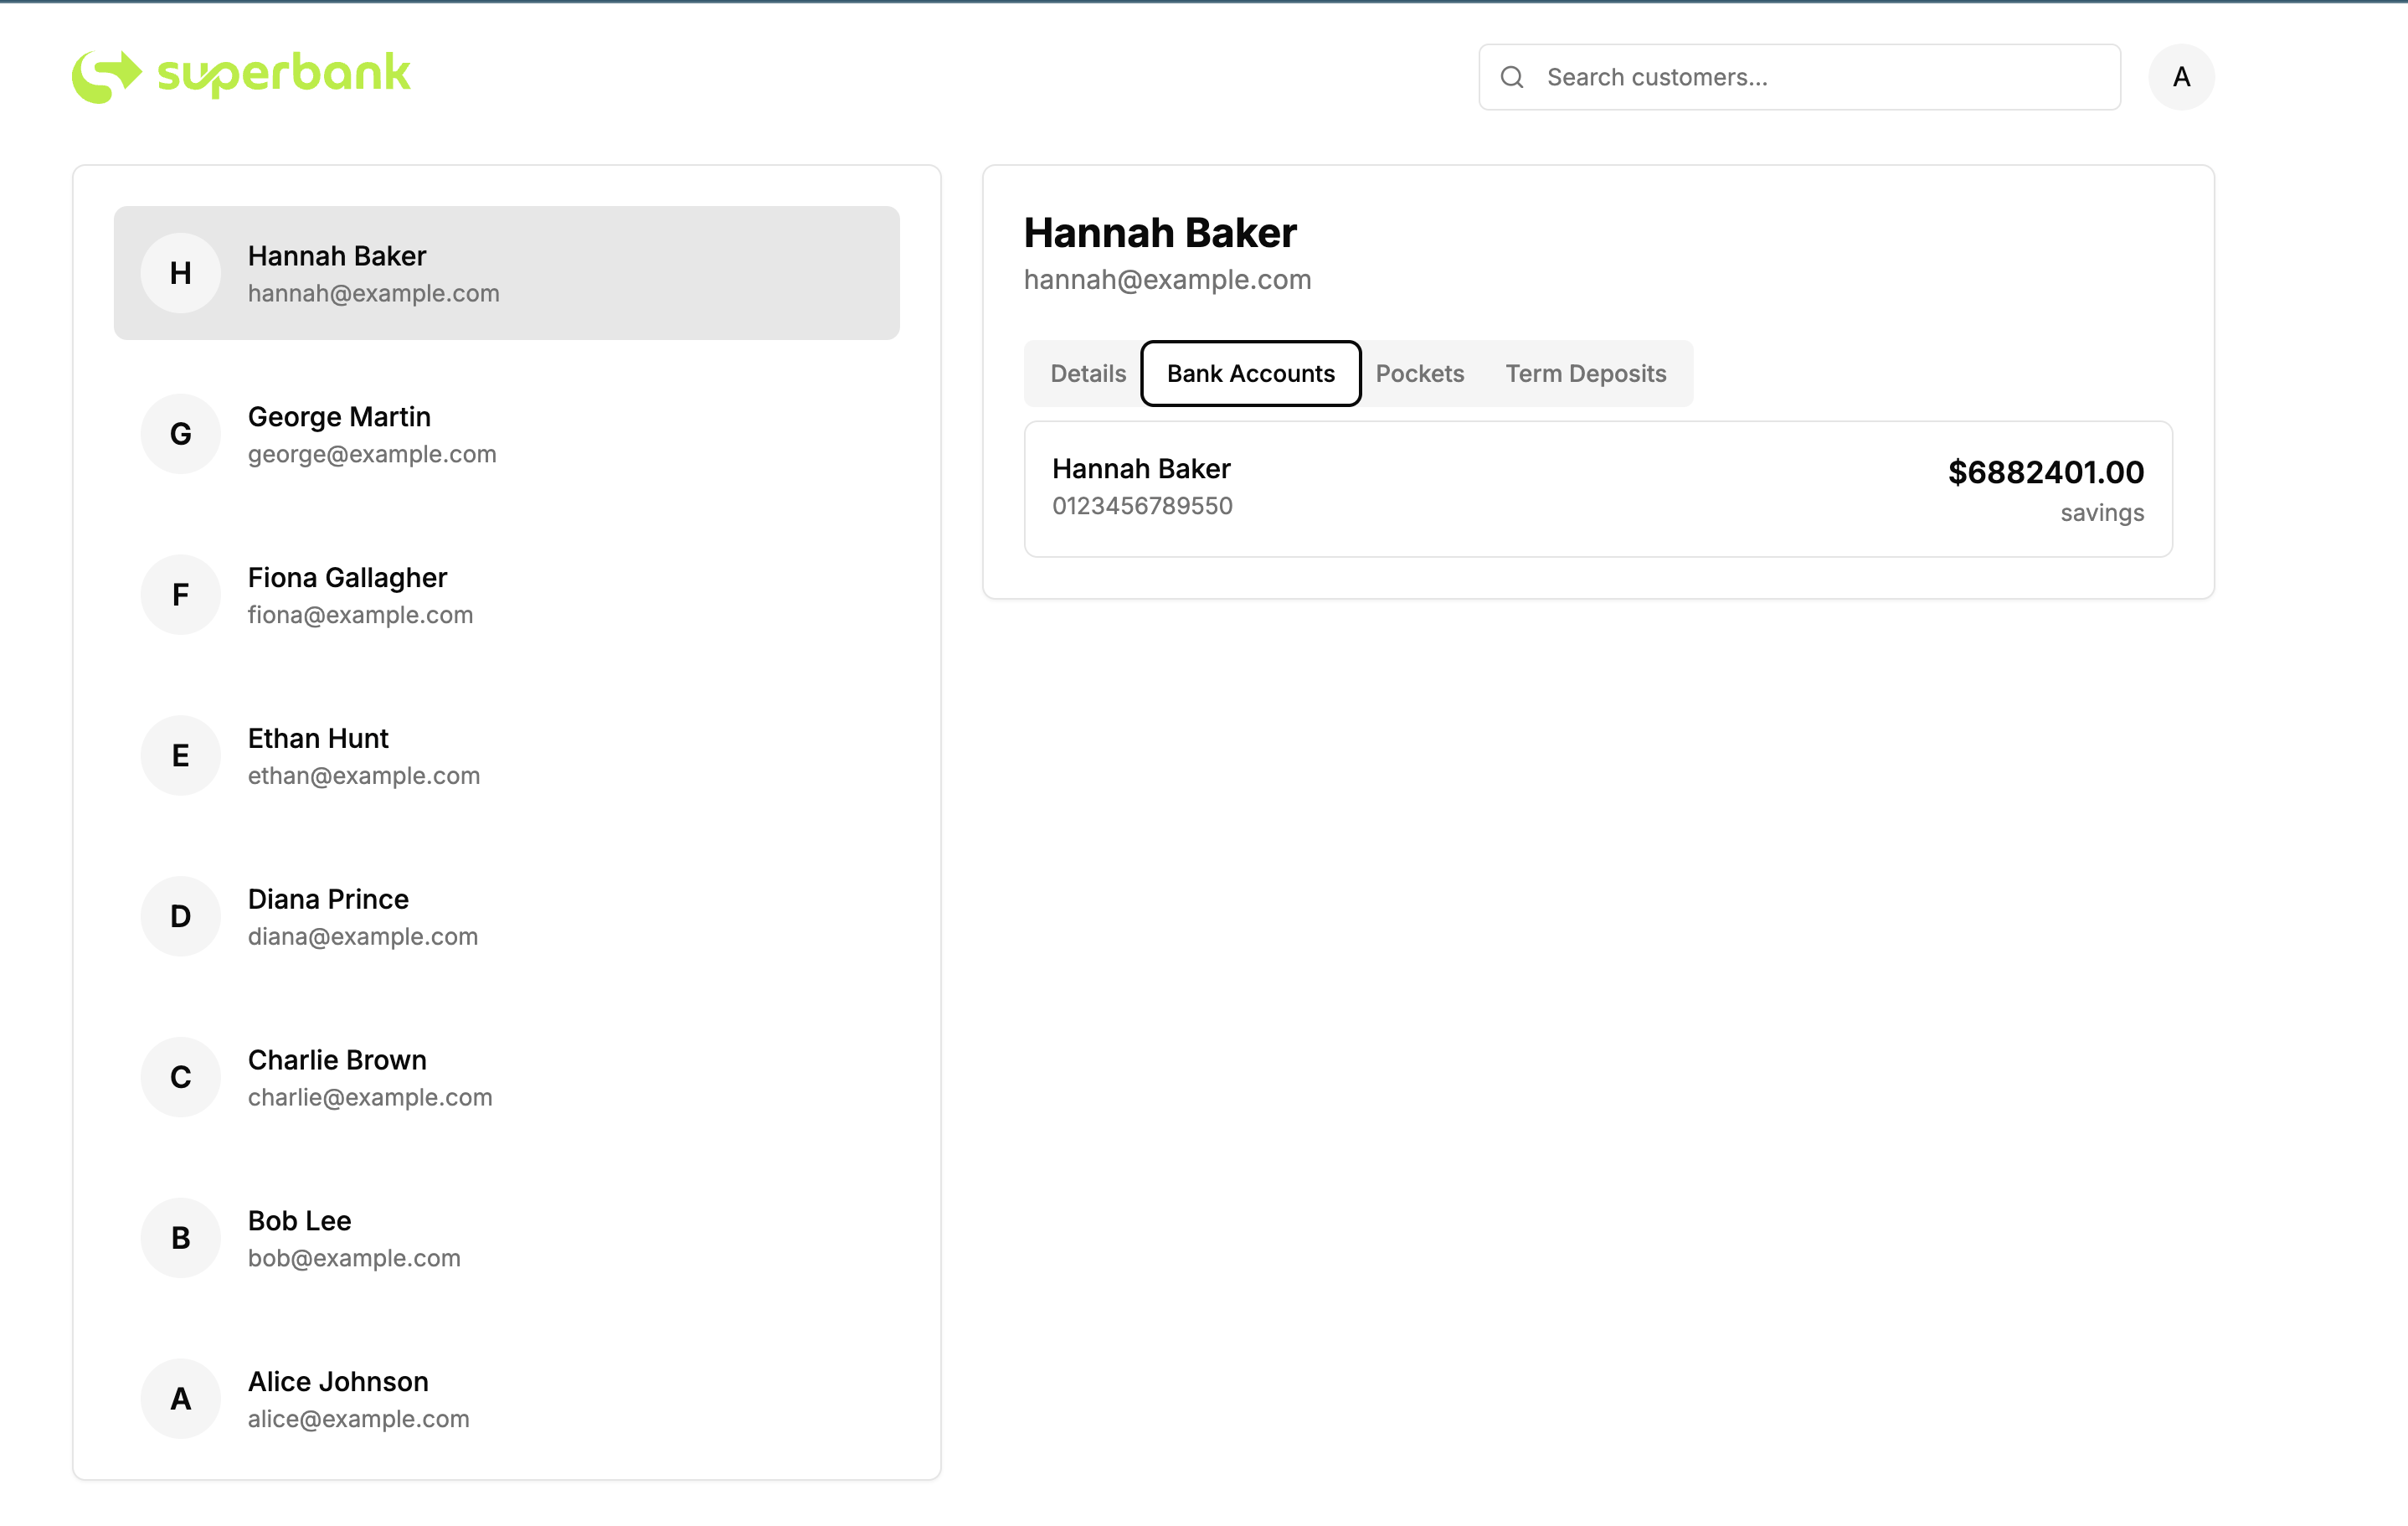 superbank
Search customers...
A
H
Hannah Baker
hannah@example.com
G
George Martin
george@example.com
F
Fiona Gallagher
fiona@example.com
E
Ethan Hunt
ethan@example.com
D
Diana Prince
diana@example.com
C
Charlie Brown
charlie@example.com
B
Bob Lee
bob@example.com
A
Alice Johnson
alice@example.com
Hannah Baker
hannah@example.com
Details Bank Accounts Pockets Term Deposits
Hannah Baker
0123456789550
$6882401.00
savings